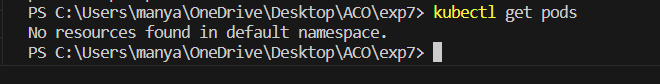 PS C:\Users\manya\OneDrive\Desktop\ACO\exp7> kubectl get pods
No resources found in default namespace.
PS C:\Users\manya\OneDrive\Desktop\ACO\exp7>